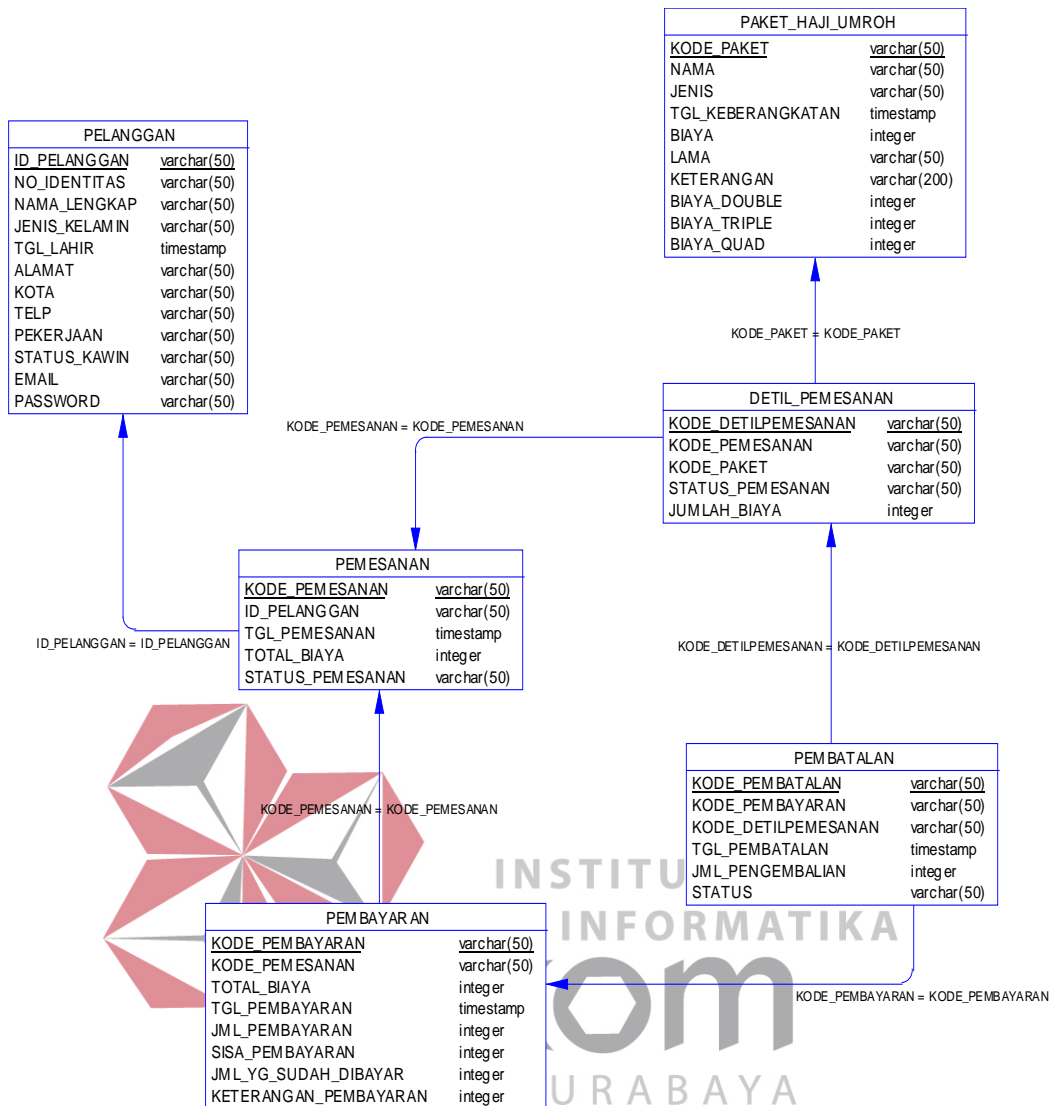 PAKET_HAJI_UMROH
KODE_PAKET varchar(50)
NAMA varchar(50)
JENIS varchar(50)
TGL_KEBERANGKATAN timestamp
BIAYA integer
LAMA varchar(50)
KETERANGAN varchar(200)
BIAYA_DOUBLE integer
BIAYA_TRIPLE integer
BIAYA_QUAD integer
PELANGGAN
ID_PELANGGAN varchar(50)
NO_IDENTITAS varchar(50)
NAMA_LENGKAP varchar(50)
JENIS_KELAMIN varchar(50)
TGL_LAHIR timestamp
ALAMAT varchar(50)
KOTA varchar(50)
TELP varchar(50)
PEKERJAAN varchar(50)
STATUS_KAWIN varchar(50)
EMAIL varchar(50)
PASSWORD varchar(50)
KODE_PAKET = KODE_PAKET
DETIL_PEMESANAN
KODE_DETILPEMESANAN varchar(50)
KODE_PEMESANAN varchar(50)
KODE_PAKET varchar(50)
STATUS_PEMESANAN varchar(50)
JUMLAH_BIAYA integer
KODE_PEMESANAN = KODE_PEMESANAN
PEMESANAN
KODE_PEMESANAN varchar(50)
ID_PELANGGAN varchar(50)
TGL_PEMESANAN timestamp
TOTAL_BIAYA integer
STATUS_PEMESANAN varchar(50)
ID_PELANGGAN = ID_PELANGGAN
KODE_DETILPEMESANAN = KODE_DETILPEMESANAN
PEMBATALAN
KODE_PEMBATALAN varchar(50)
KODE_PEMBAYARAN varchar(50)
KODE_DETILPEMESANAN varchar(50)
TGL_PEMBATALAN timestamp
JML_PENGEMBALIAN integer
STATUS varchar(50)
KODE_PEMESANAN = KODE_PEMESANAN
INSTITU
INFORMATIKA
kom
URABAYA
PEMBAYARAN
KODE_PEMBAYARAN varchar(50)
KODE_PEMESANAN varchar(50)
TOTAL_BIAYA integer
TGL_PEMBAYARAN timestamp
JML_PEMBAYARAN integer
SISA_PEMBAYARAN integer
JML_YG_SUDAH_DIBAYAR integer
KETERANGAN_PEMBAYARAN integer
KODE_PEMBAYARAN = KODE_PEMBAYARAN